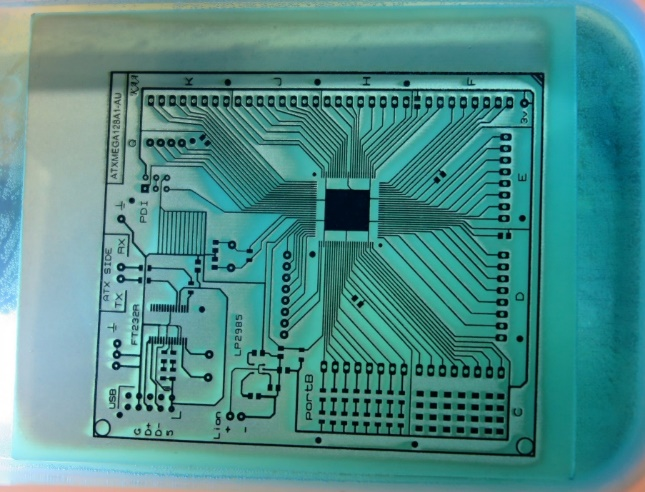 K
J
H
F
ATXMEGA128A1-AU
Q
3v
E
PDI
ATX SIDE
RX
TX
D
FT232R
LP2985
USB
G
D+
D-
5
Lion
+
-
PortB
C